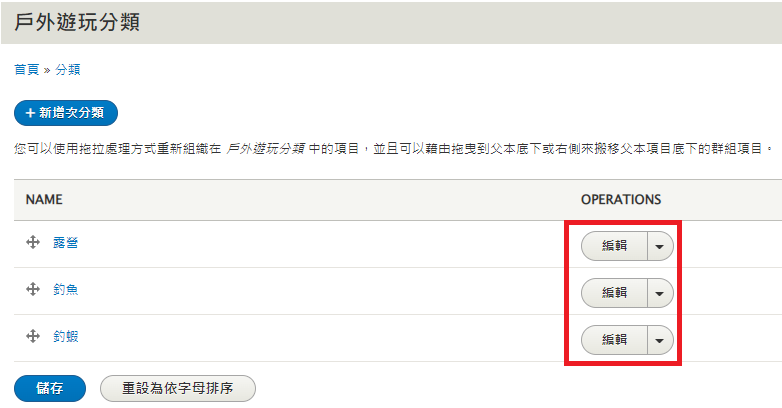 戶外遊玩分類
首頁 » 分類
+ 新增次分類
您可以使用拖拉處理方式重新組織在 戶外遊玩分類 中的項目，並且可以藉由拖曳到父本底下或右側來搬移父本項目底下的群組項目。
NAME OPERATIONS
露營 編輯
釣魚 編輯
釣蝦 編輯
儲存 重設為依字母排序